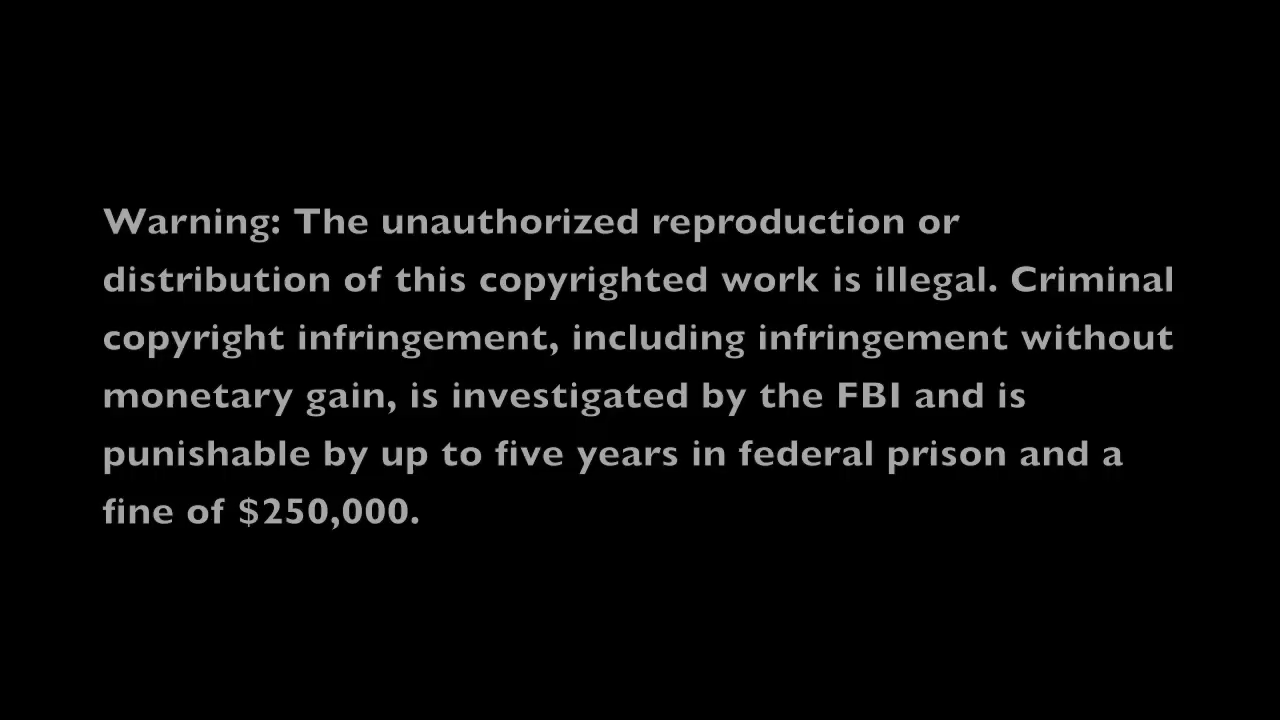 Warning: The unauthorized reproduction or
distribution of this copyrighted work is illegal. Criminal
copyright infringement, including infringement without
monetary gain, is investigated by the FBI and is
punishable by up to five years in federal prison and a
fine of $250,000.